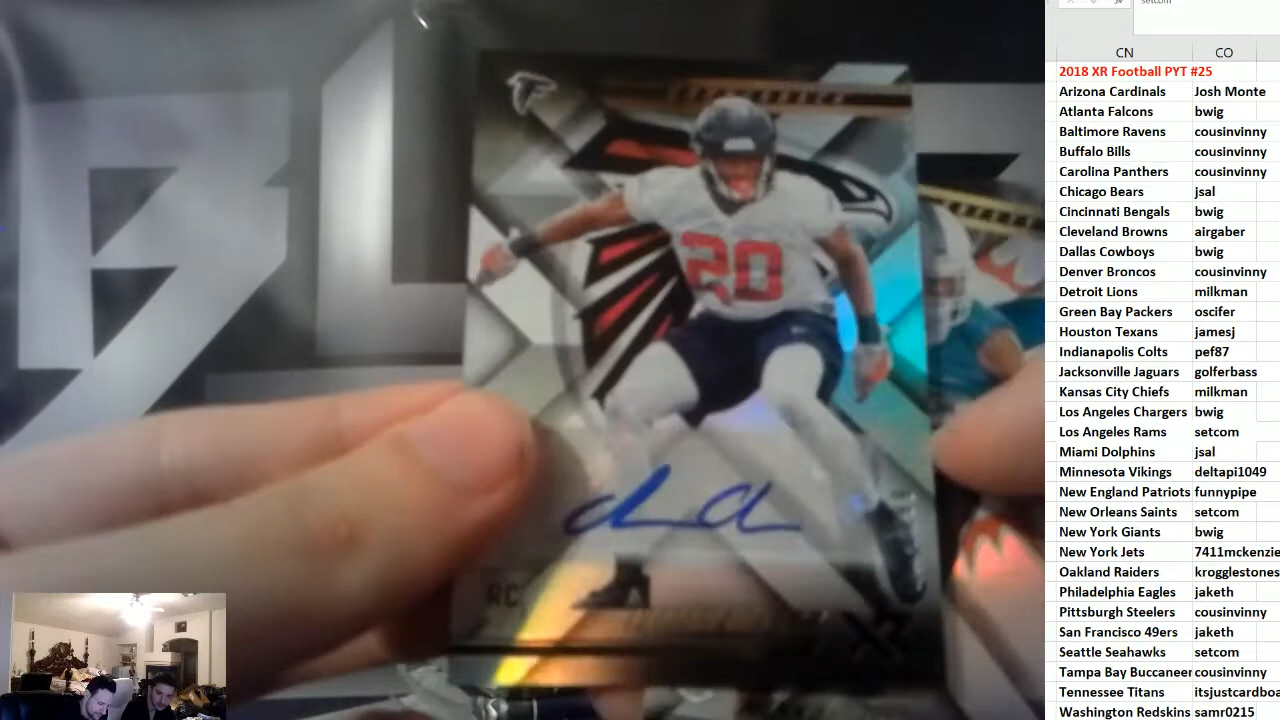 setcom
CN CO
2018 XR Football PYT #25
Arizona Cardinals Josh Monte
Atlanta Falcons bwig
Baltimore Ravens cousinvinny
Buffalo Bills cousinvinny
Carolina Panthers cousinvinny
Chicago Bears jsal
Cincinnati Bengals bwig
Cleveland Browns airgaber
Dallas Cowboys bwig
Denver Broncos cousinvinny
Detroit Lions milkman
Green Bay Packers oscifer
Houston Texans jamesj
Indianapolis Colts pef87
Jacksonville Jaguars golferbass
Kansas City Chiefs milkman
Los Angeles Chargers bwig
Los Angeles Rams setcom
Miami Dolphins jsal
Minnesota Vikings deltapi1049
New England Patriots funnypipe
New Orleans Saints setcom
New York Giants bwig
New York Jets 7411mckenzie
Oakland Raiders krogglestones
Philadelphia Eagles jaketh
Pittsburgh Steelers cousinvinny
San Francisco 49ers jaketh
Seattle Seahawks setcom
Tampa Bay Buccaneer cousinvinny
Tennessee Titans itsjustcardboa
Washington Redskins samr0215
BL
20
RC
XR